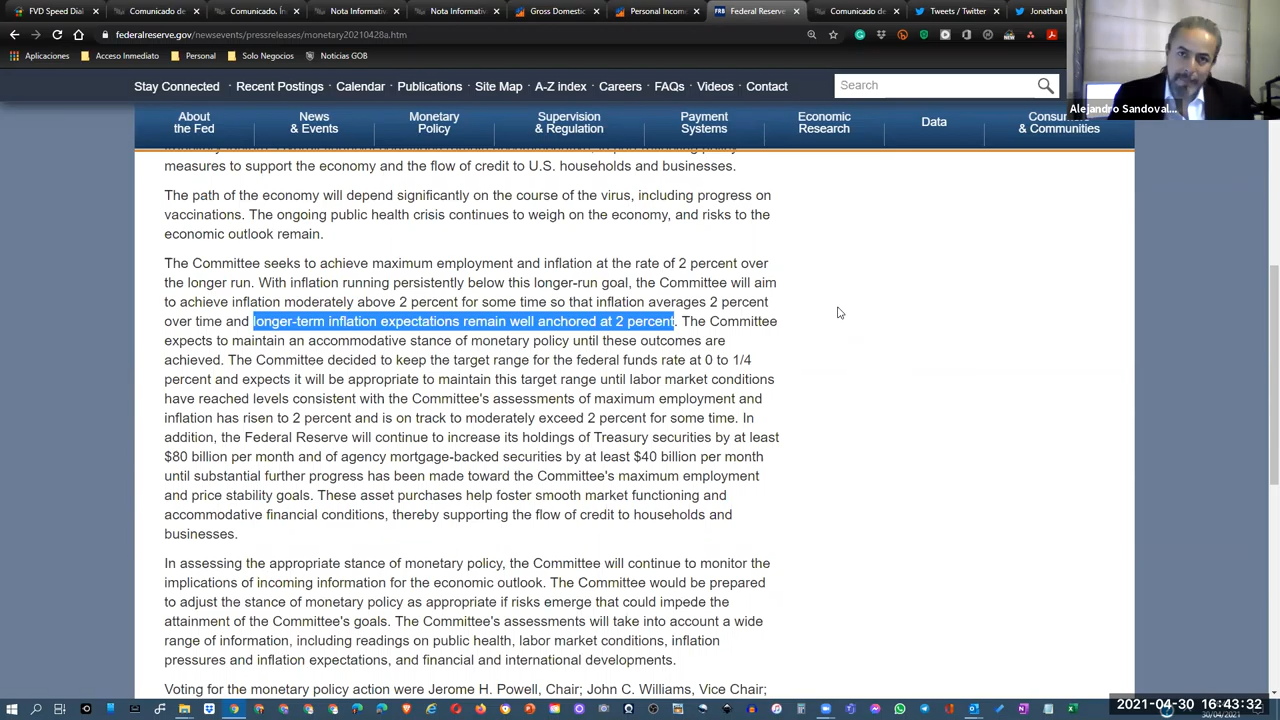 FVD Speed Dial
Comunicado de
Comunicado. In
Nota Informativ
Nota Informativ
Gross Domestic
Personal Incom
Federal Reserve
Comunicado de
Tweets / Twitter
Jonathan
federalreserve.gov/newsevents/pressreleases/monetary20210428a.htm
Aplicaciones
Acceso Inmediato
Personal
Solo Negocios
Noticias GOB
Alejandro Sandoval...
Stay Connected · Recent Postings · Calendar · Publications · Site Map · A-Z index · Careers · FAQs · Videos · Contact
Search
About
the Fed
News
& Events
Monetary
Policy
Supervision
& Regulation
Payment
Systems
Economic
Research
Data
Consumers
& Communities
measures to support the economy and the flow of credit to U.S. households and businesses.
The path of the economy will depend significantly on the course of the virus, including progress on
vaccinations. The ongoing public health crisis continues to weigh on the economy, and risks to the
economic outlook remain.
The Committee seeks to achieve maximum employment and inflation at the rate of 2 percent over
the longer run. With inflation running persistently below this longer-run goal, the Committee will aim
to achieve inflation moderately above 2 percent for some time so that inflation averages 2 percent
over time and longer-term inflation expectations remain well anchored at 2 percent. The Committee
expects to maintain an accommodative stance of monetary policy until these outcomes are
achieved. The Committee decided to keep the target range for the federal funds rate at 0 to 1/4
percent and expects it will be appropriate to maintain this target range until labor market conditions
have reached levels consistent with the Committee's assessments of maximum employment and
inflation has risen to 2 percent and is on track to moderately exceed 2 percent for some time. In
addition, the Federal Reserve will continue to increase its holdings of Treasury securities by at least
$80 billion per month and of agency mortgage-backed securities by at least $40 billion per month
until substantial further progress has been made toward the Committee's maximum employment
and price stability goals. These asset purchases help foster smooth market functioning and
accommodative financial conditions, thereby supporting the flow of credit to households and
businesses.
In assessing the appropriate stance of monetary policy, the Committee will continue to monitor the
implications of incoming information for the economic outlook. The Committee would be prepared
to adjust the stance of monetary policy as appropriate if risks emerge that could impede the
attainment of the Committee's goals. The Committee's assessments will take into account a wide
range of information, including readings on public health, labor market conditions, inflation
pressures and inflation expectations, and financial and international developments.
Voting for the monetary policy action were Jerome H. Powell, Chair; John C. Williams, Vice Chair;
2021-04-30 16:43:32
30/04/2021